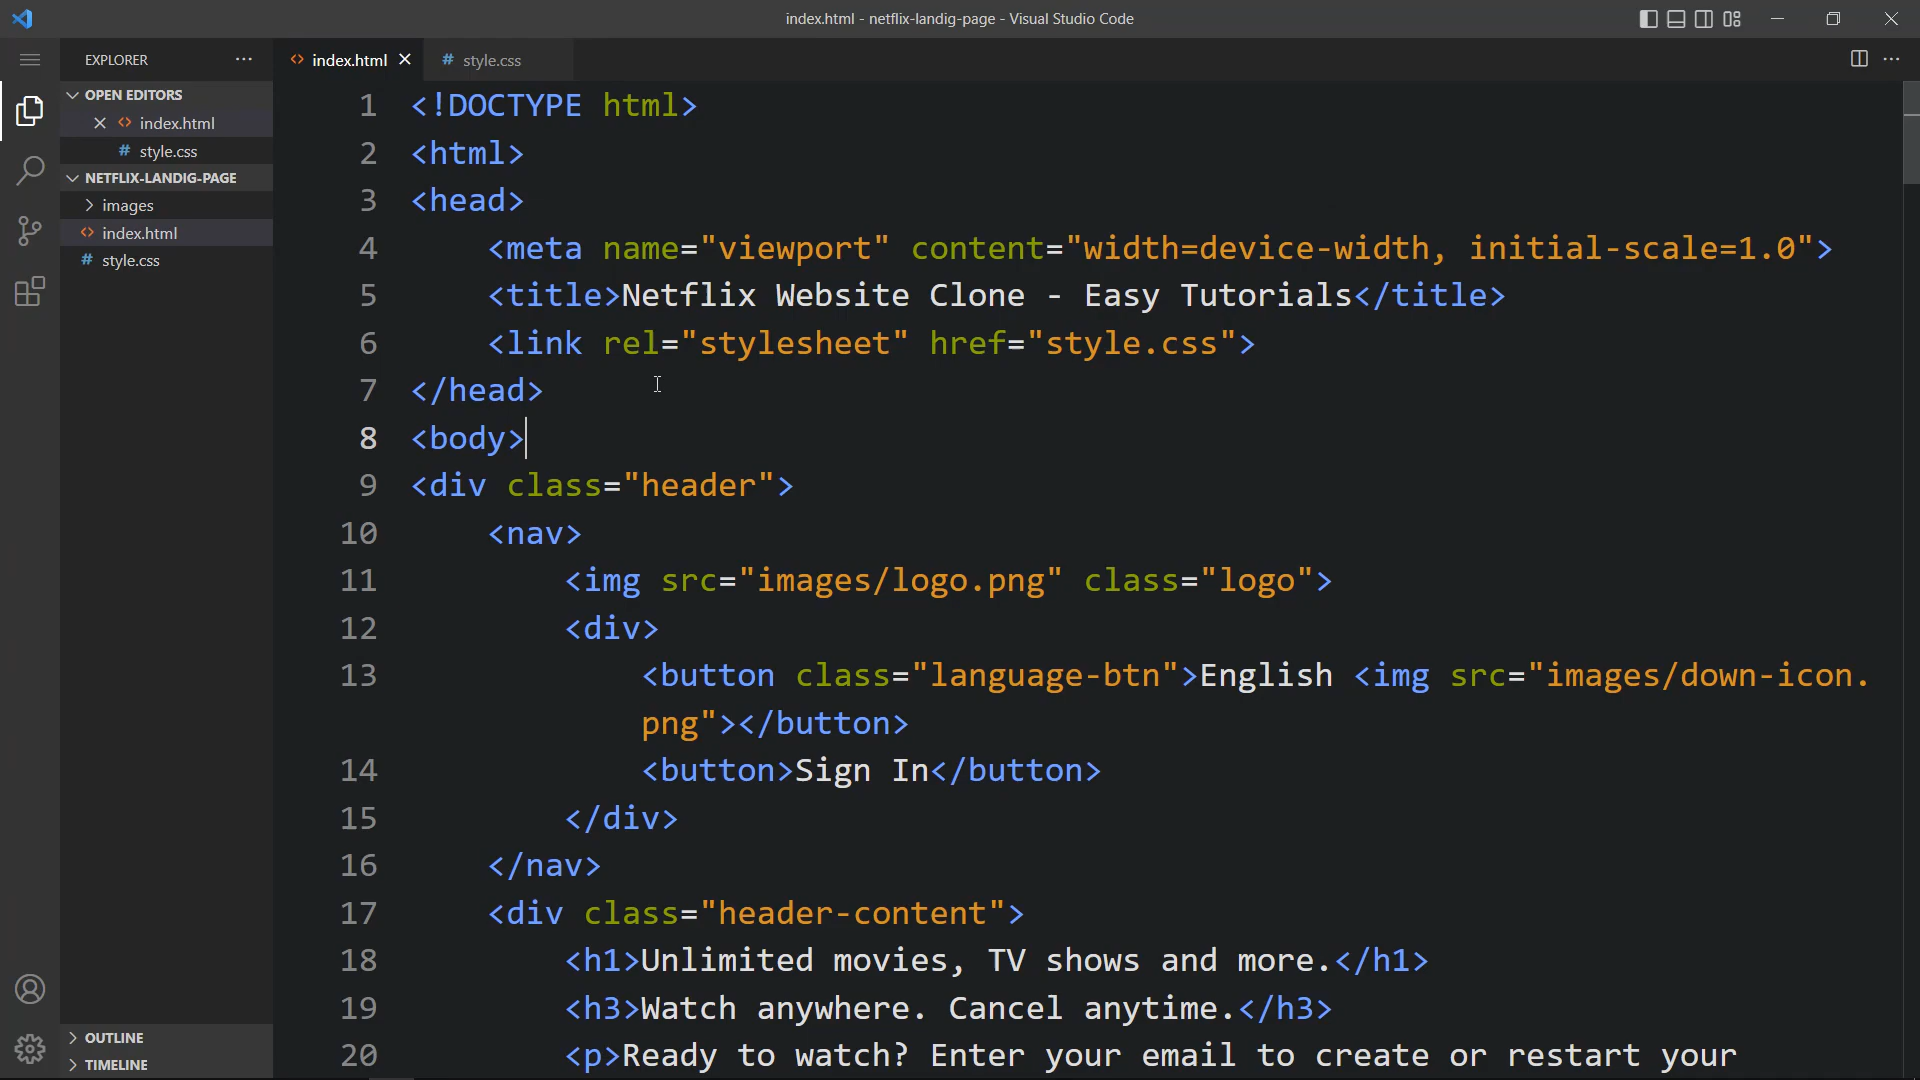 index.html - netflix-landig-page - Visual Studio Code
EXPLORER
OPEN EDITORS
index.html
# style.css
NETFLIX-LANDIG-PAGE
images
index.html
# style.css
OUTLINE
TIMELINE
index.html
# style.css
1 <!DOCTYPE html>
2 <html>
3 <head>
4 <meta name="viewport" content="width=device-width, initial-scale=1.0">
5 <title>Netflix Website Clone - Easy Tutorials</title>
6 <link rel="stylesheet" href="style.css">
7 </head>
8 <body>
9 <div class="header">
10 <nav>
11 <img src="images/logo.png" class="logo">
12 <div>
13 <button class="language-btn">English <img src="images/down-icon.
png"></button>
14 <button>Sign In</button>
15 </div>
16 </nav>
17 <div class="header-content">
18 <h1>Unlimited movies, TV shows and more.</h1>
19 <h3>Watch anywhere. Cancel anytime.</h3>
20 <p>Ready to watch? Enter your email to create or restart your